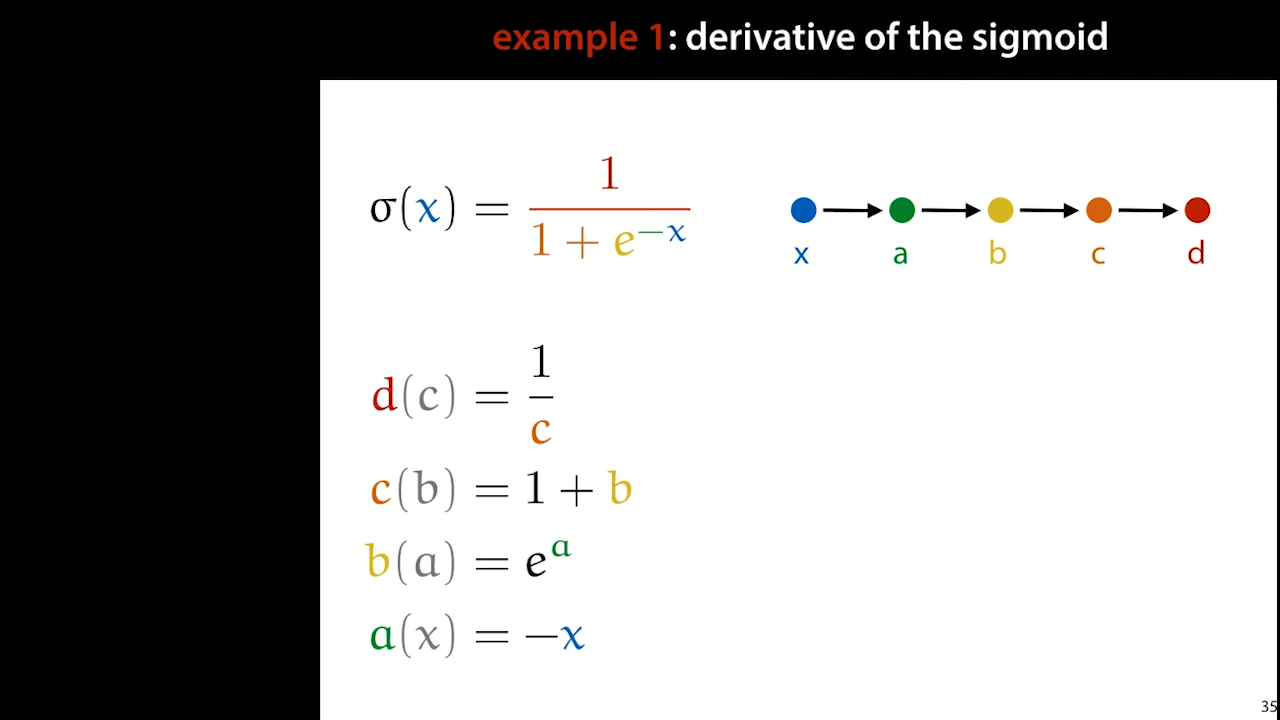 example 1: derivative of the sigmoid
σ(x) = 1 / (1 + e^{−x})
x a b c d
d(c) = 1 / c
c(b) = 1 + b
b(a) = e^a
a(x) = −x
35